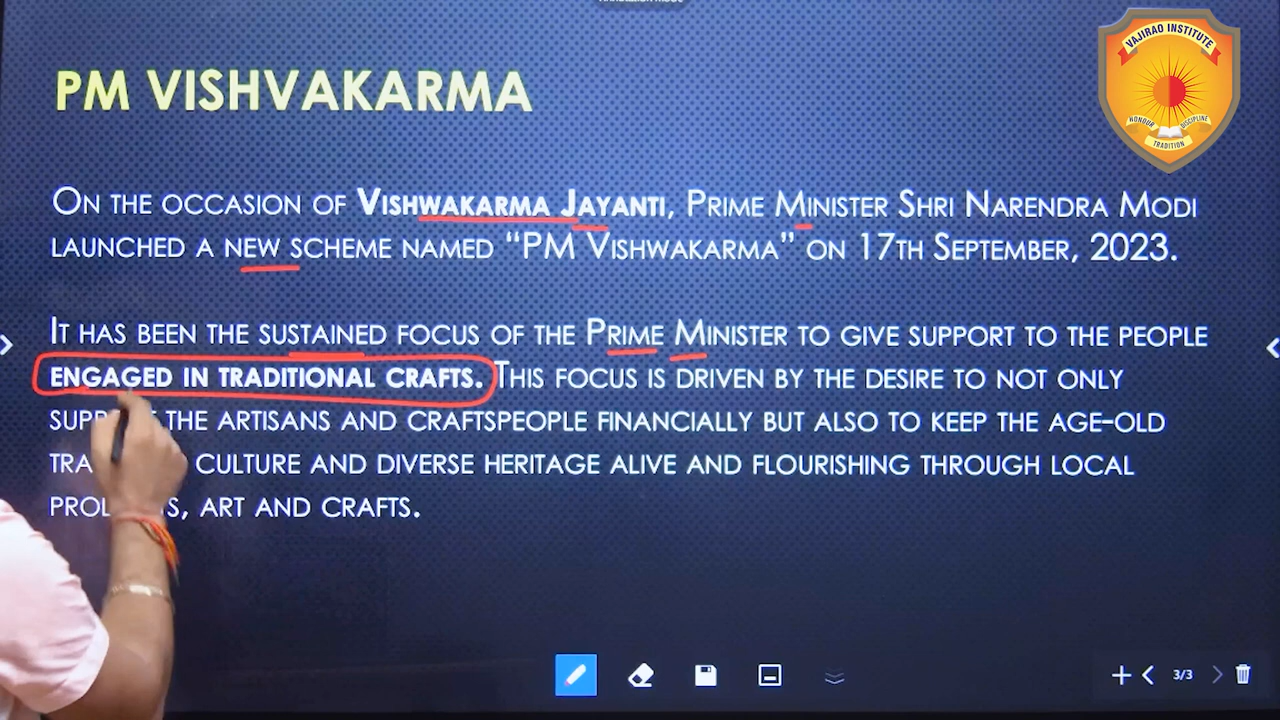 VAJIRAO INSTITUTE
HONOUR
DISCIPLINE
TRADITION
PM VISHVAKARMA
ON THE OCCASION OF VISHWAKARMA JAYANTI, PRIME MINISTER SHRI NARENDRA MODI
LAUNCHED A NEW SCHEME NAMED “PM VISHWAKARMA” ON 17TH SEPTEMBER, 2023.
IT HAS BEEN THE SUSTAINED FOCUS OF THE PRIME MINISTER TO GIVE SUPPORT TO THE PEOPLE
ENGAGED IN TRADITIONAL CRAFTS. THIS FOCUS IS DRIVEN BY THE DESIRE TO NOT ONLY
THE ARTISANS AND CRAFTSPEOPLE FINANCIALLY BUT ALSO TO KEEP THE AGE-OLD
CULTURE AND DIVERSE HERITAGE ALIVE AND FLOURISHING THROUGH LOCAL
ART AND CRAFTS.
3/3